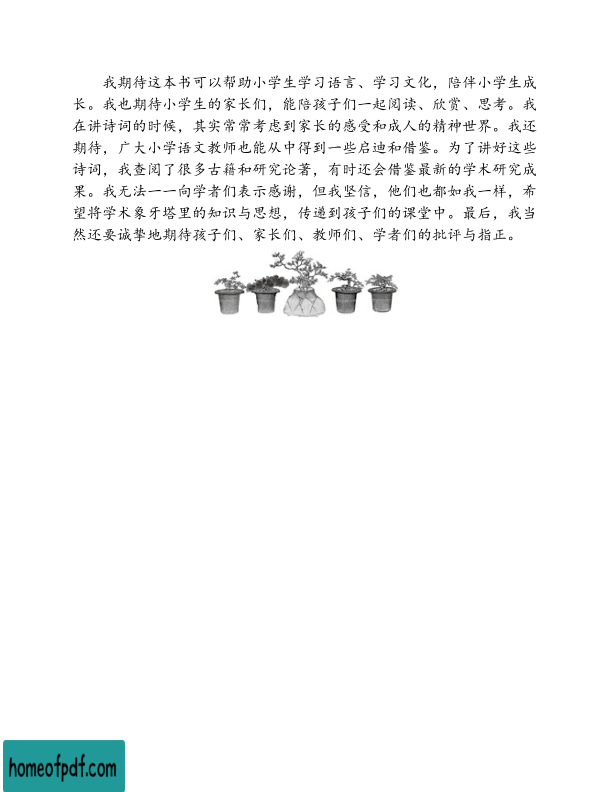 我期待这本书可以帮助小学生学习语言、学习文化，陪伴小学生成
长。我也期待小学生的家长们，能陪孩子们一起阅读、欣赏、思考。我
在讲诗词的时候，其实常常考虑到家长的感受和成人的精神世界。我还
期待，广大小学语文教师也能从中得到一些启迪和借鉴。为了讲好这些
诗词，我查阅了很多古籍和研究论著，有时还会借鉴最新的学术研究成
果。我无法一一向学者们表示感谢，但我坚信，他们也都如我一样，希
望将学术象牙塔里的知识与思想，传递到孩子们的课堂中。最后，我当
然还要诚挚地期待孩子们、家长们、教师们、学者们的批评与指正。
homeofpdf.com